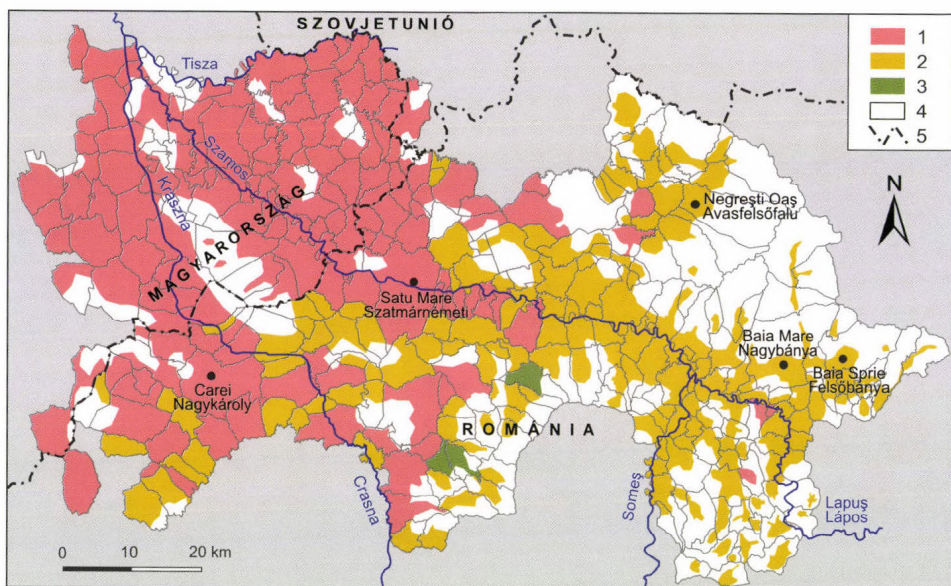 SZOVJETUNIÓ
1
2
3
4
5
Tisza
Szamos
Kraszna
MAGYARORSZÁG
N
Negreşti Oaş
Avasfelsőfalu
Satu Mare
Szatmárnémeti
Baia Mare
Nagybánya
Baia Sprie
Felsőbánya
Carei
Nagykároly
ROMÁNIA
Crasna
Someş
Lapuş
Lápos
0 10 20 km